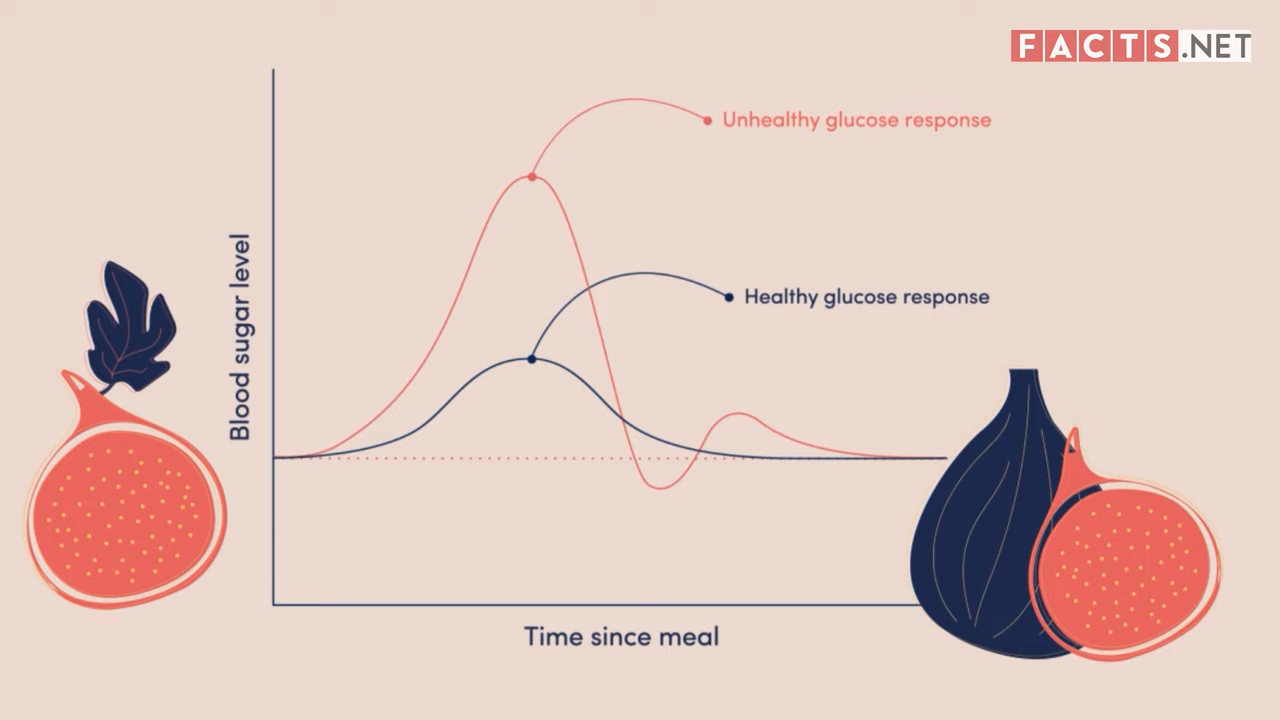 FACTS.NET
Unhealthy glucose response
Healthy glucose response
Blood sugar level
Time since meal